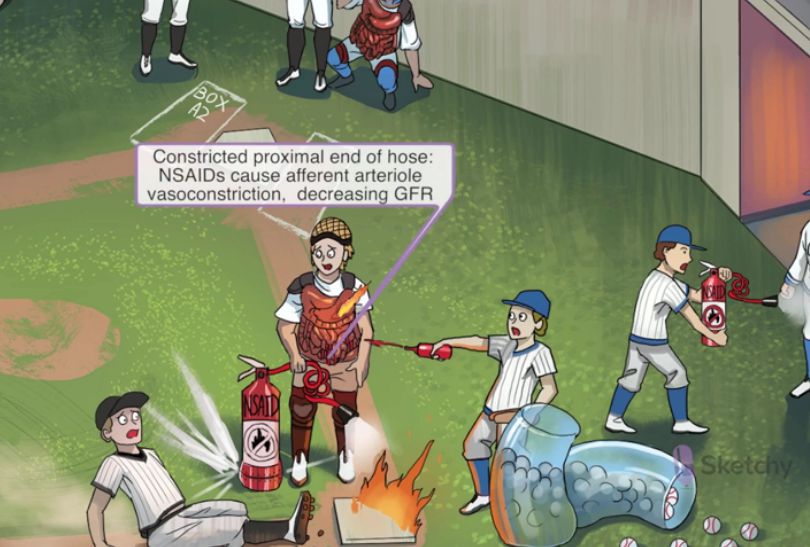 BOX
A2
Constricted proximal end of hose:
NSAIDs cause afferent arteriole
vasoconstriction, decreasing GFR
NSAID
NSAID
Sketchy